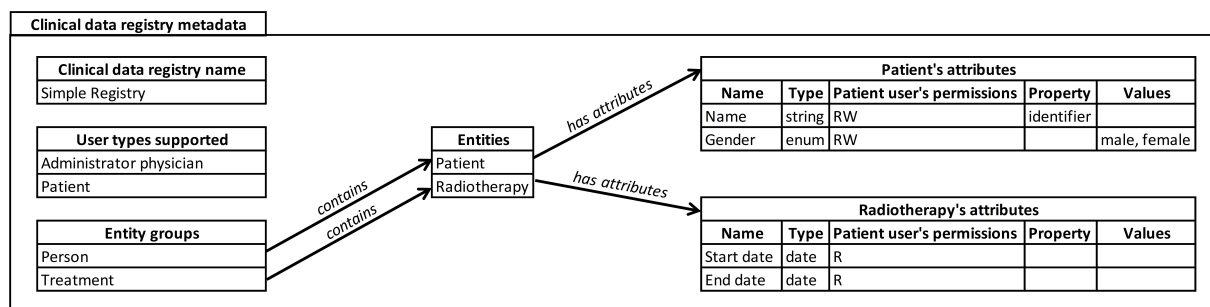 Clinical data registry metadata
Clinical data registry name
Simple Registry
User types supported
Administrator physician
Patient
Entity groups
Person
Treatment
contains
contains
Entities
Patient
Radiotherapy
has attributes
has attributes
Patient's attributes
Name Type Patient user's permissions Property Values
Name string RW identifier
Gender enum RW male, female
Radiotherapy's attributes
Name Type Patient user's permissions Property Values
Start date date R
End date date R